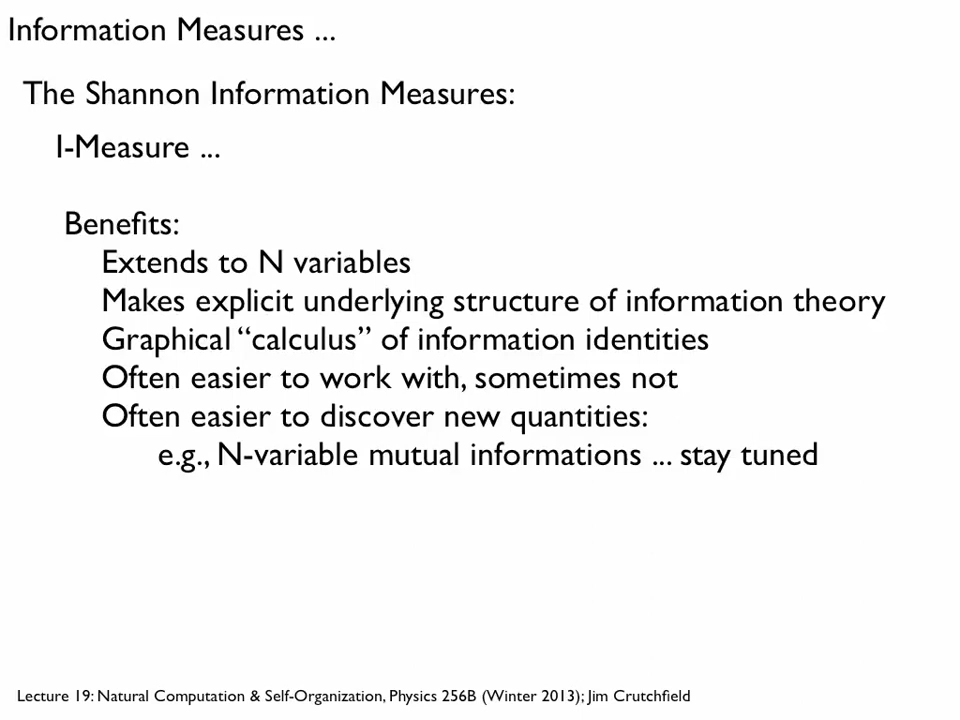 Information Measures ...
The Shannon Information Measures:
I-Measure ...
Benefits:
Extends to N variables
Makes explicit underlying structure of information theory
Graphical “calculus” of information identities
Often easier to work with, sometimes not
Often easier to discover new quantities:
e.g., N-variable mutual informations ... stay tuned
Lecture 19: Natural Computation & Self-Organization, Physics 256B (Winter 2013); Jim Crutchfield